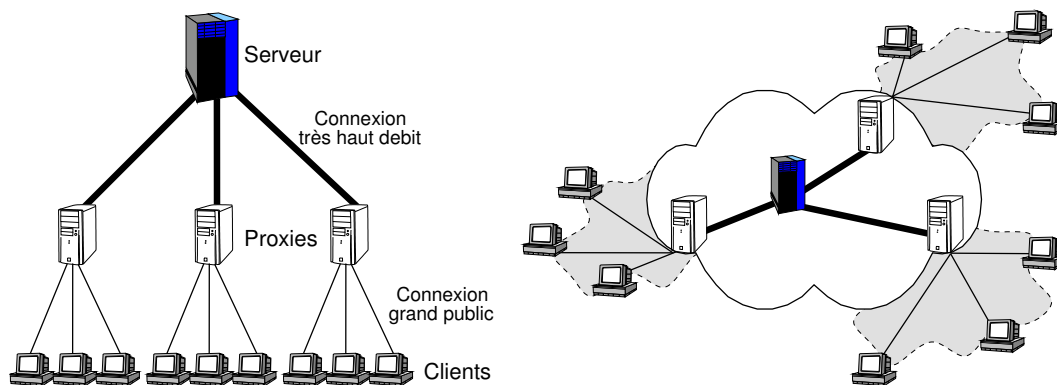 Serveur
Connexion
très haut debit
Proxies
Connexion
grand public
Clients